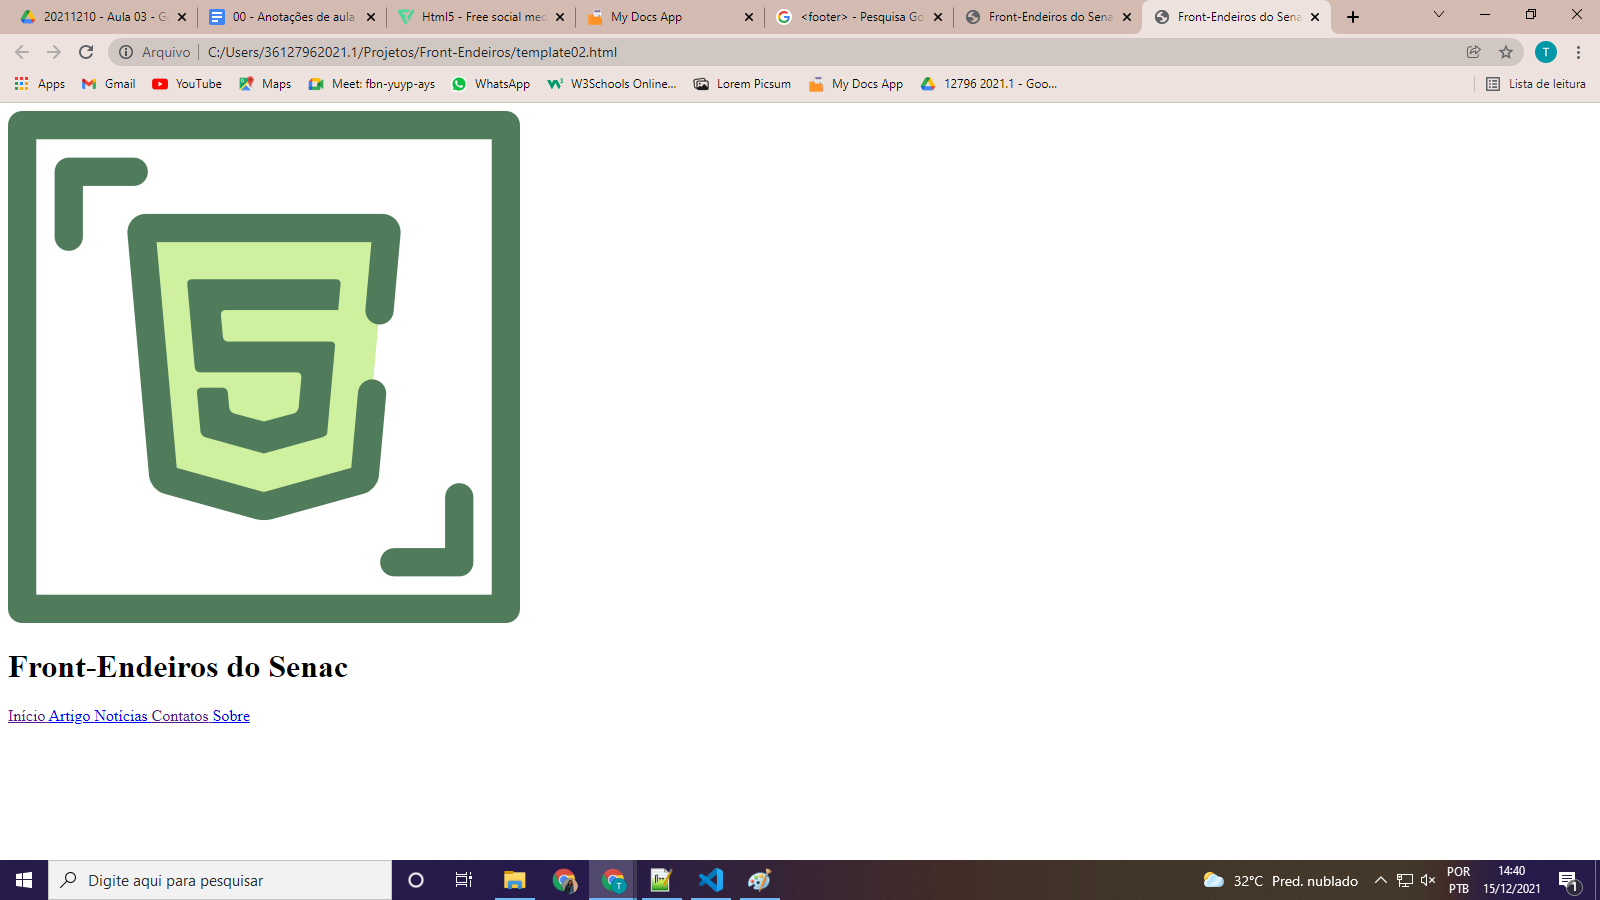 20211210 - Aula 03 - G
00 - Anotações de aula
Html5 - Free social med
My Docs App
<footer> - Pesquisa Go
Front-Endeiros do Sena
Front-Endeiros do Sena
Arquivo | C:/Users/36127962021.1/Projetos/Front-Endeiros/template02.html
T
Apps Gmail YouTube Maps Meet: fbn-yuyp-ays WhatsApp W3Schools Online... Lorem Picsum My Docs App 12796 2021.1 - Goo... Lista de leitura
Front-Endeiros do Senac
Início Artigo Notícias Contatos Sobre
Digite aqui para pesquisar
T
32°C Pred. nublado
POR
PTB
14:40
15/12/2021
1